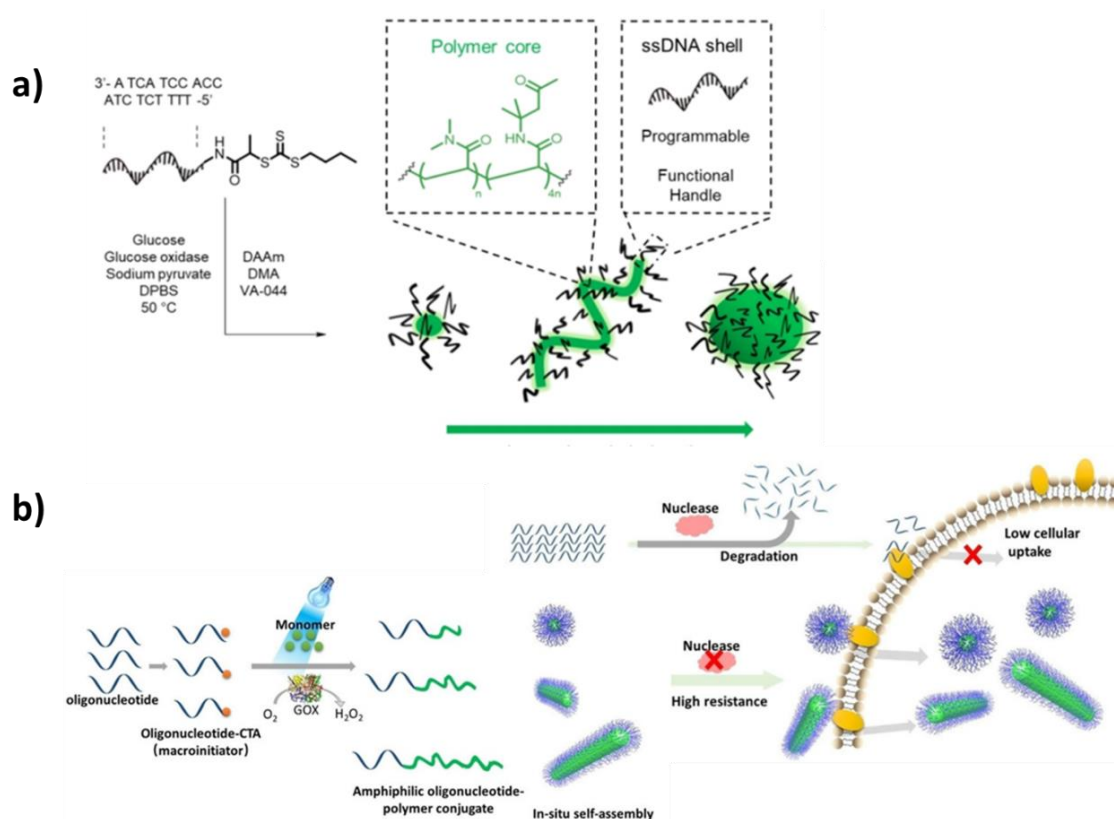 a)
3'- A TCA TCC ACC
ATC TCT TTT -5'
NH
O
S
S
S
Glucose
Glucose oxidase
Sodium pyruvate
DPBS
50 °C
DAAm
DMA
VA-044
Polymer core
O
N
O
HN
O
n
4n
ssDNA shell
Programmable
Functional
Handle
b)
oligonucleotide
Oligonucleotide-CTA
(macroinitiator)
Monomer
GOX
O2
H2O2
Amphiphilic oligonucleotide-
polymer conjugate
In-situ self-assembly
Nuclease
Degradation
Low cellular
uptake
Nuclease
High resistance